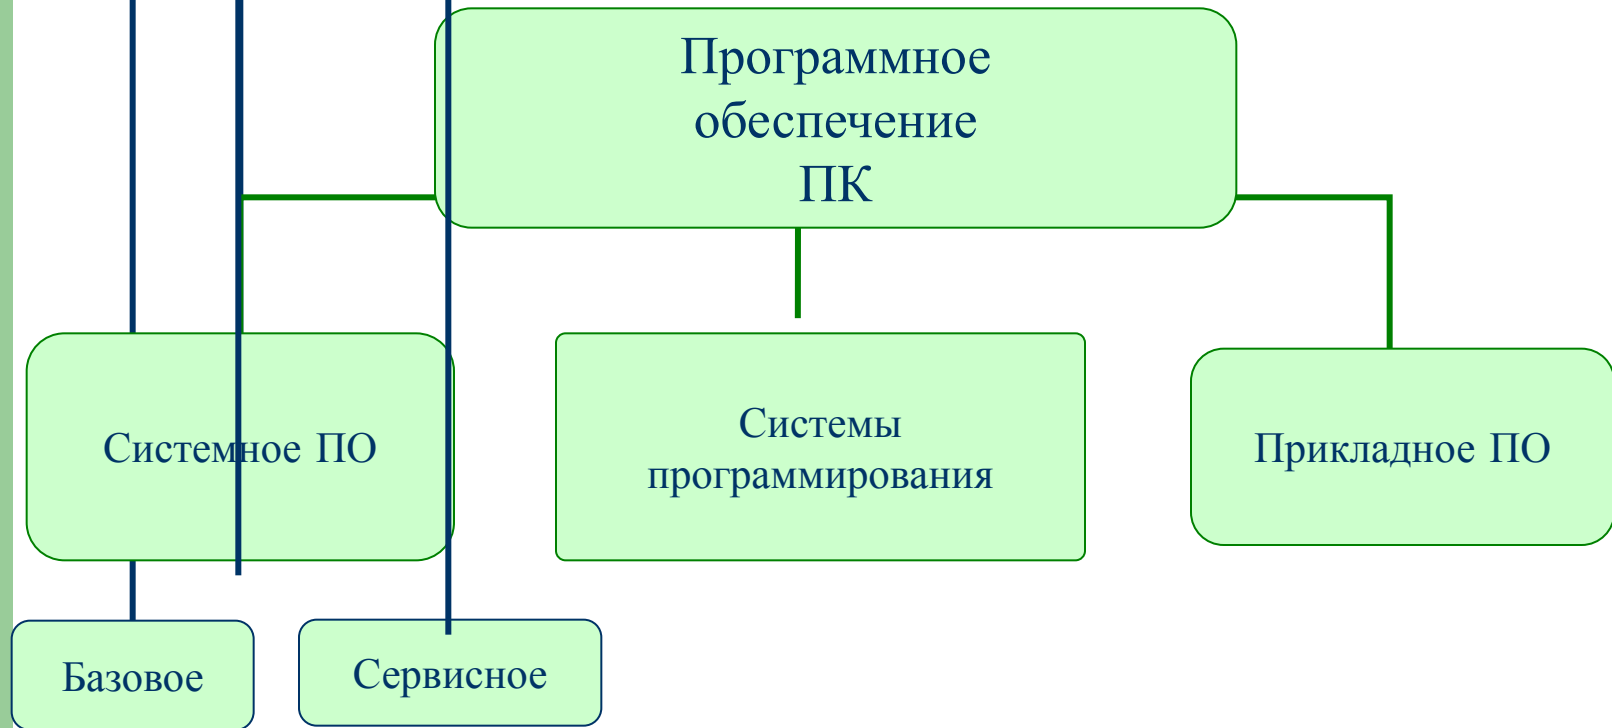 Программное
обеспечение
ПК
Системное ПО
Системы
программирования
Прикладное ПО
Базовое
Сервисное